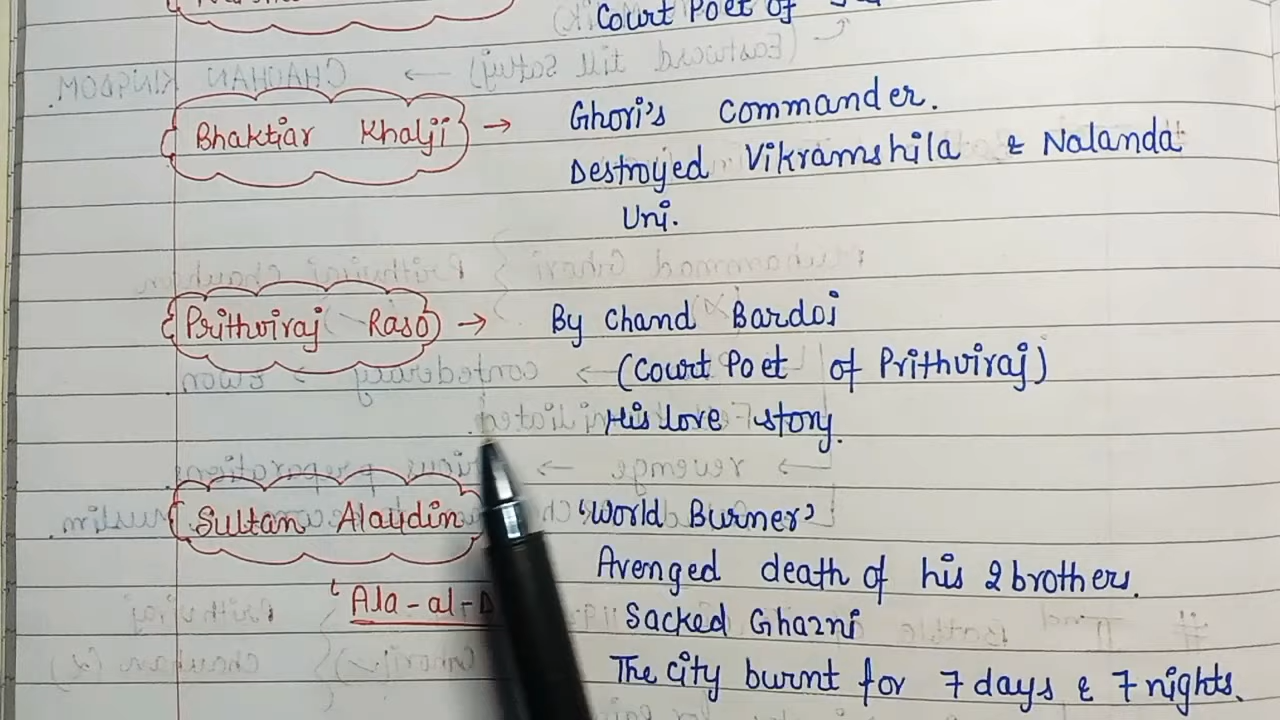 Court Poet of
Bhaktiar Khalji → Ghori's commander.
Destroyed Vikramshila & Nalanda
Uni.
Prithviraj Raso → By Chand Bardoi
(Court Poet of Prithviraj)
His love story.
Sultan Alaudin 'World Burner'
Avenged death of his 2 brothers.
'Ala-al-D
Sacked Ghazni
The city burnt for 7 days & 7 nights.